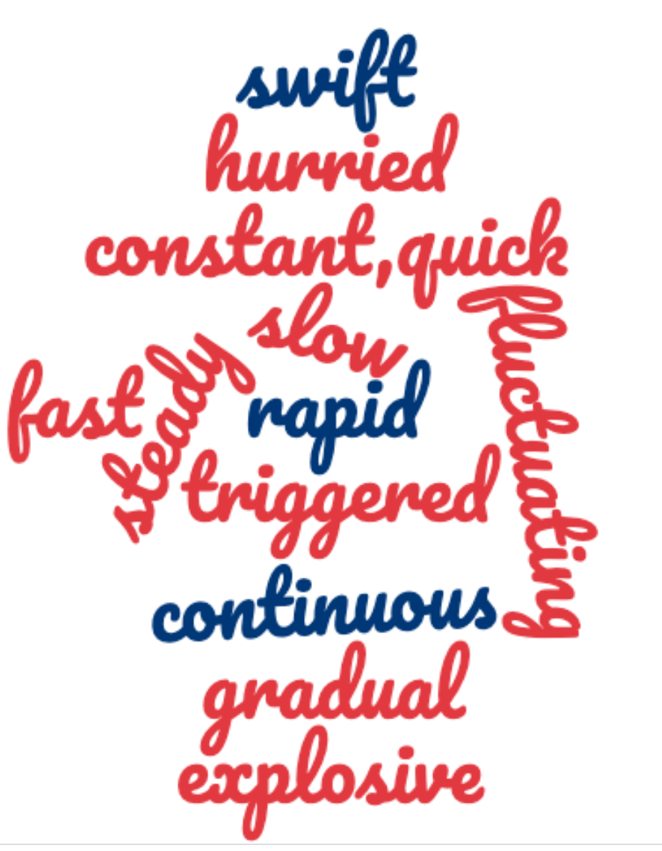 swift
hurried
constant,quick
slow
fluctuating
steady
fast
rapid
triggered
continuous
gradual
explosive